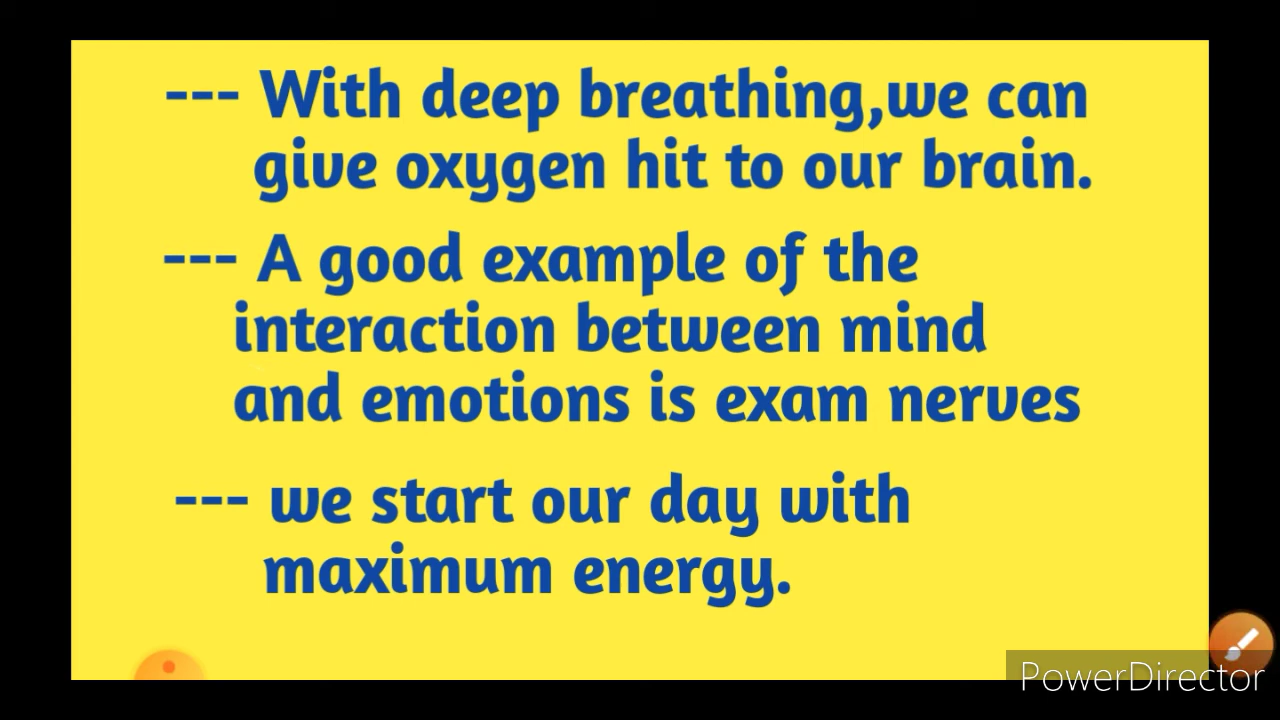 --- With deep breathing,we can
give oxygen hit to our brain.
--- A good example of the
interaction between mind
and emotions is exam nerves
--- we start our day with
maximum energy.
PowerDirector